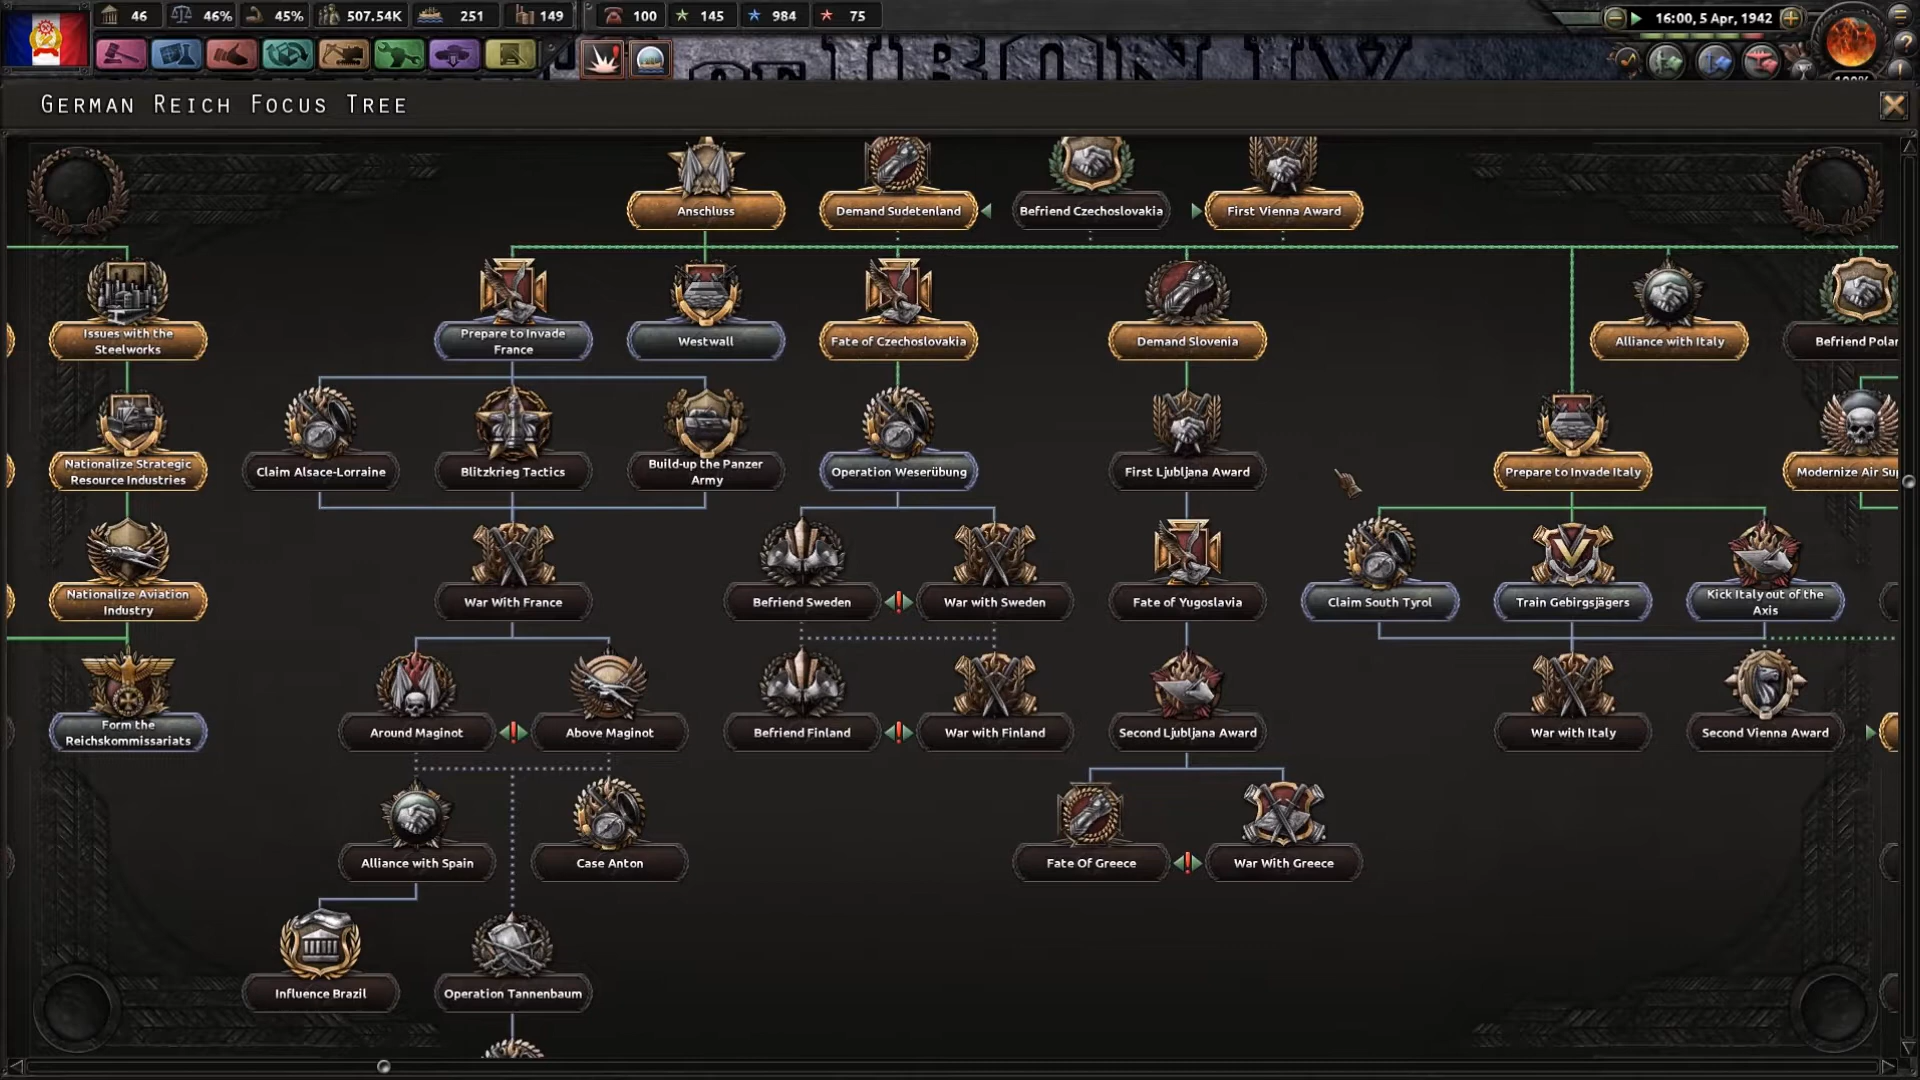 46 46% 45% 507.54K 251 149 100 145 984 75 16:00, 5 Apr, 1942
German Reich Focus Tree
Anschluss
Demand Sudetenland
Befriend Czechoslovakia
First Vienna Award
Issues with the
Steelworks
Prepare to Invade
France
Westwall
Fate of Czechoslovakia
Demand Slovenia
Alliance with Italy
Befriend Polan
Nationalize Strategic
Resource Industries
Claim Alsace-Lorraine
Blitzkrieg Tactics
Build-up the Panzer
Army
Operation Weserübung
First Ljubljana Award
Prepare to Invade Italy
Modernize Air Sup
Nationalize Aviation
Industry
War With France
Befriend Sweden
War with Sweden
Fate of Yugoslavia
Claim South Tyrol
Train Gebirgsjägers
Kick Italy out of the
Axis
Form the
Reichskommissariats
Around Maginot
Above Maginot
Befriend Finland
War with Finland
Second Ljubljana Award
War with Italy
Second Vienna Award
Alliance with Spain
Case Anton
Fate Of Greece
War With Greece
Influence Brazil
Operation Tannenbaum